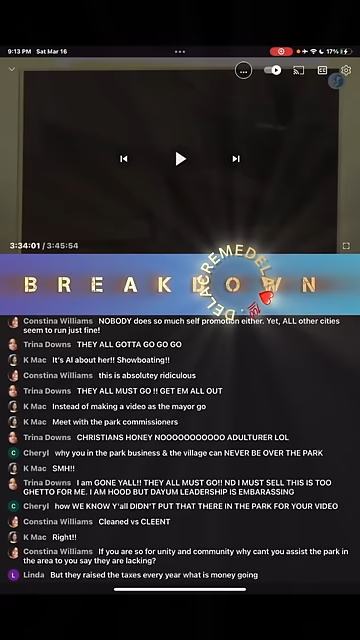 9:13 PM Sat Mar 16
17%
3:34:01 / 3:45:54
BREAKDOWN
DELACREMEDELA
Constina Williams NOBODY does so much self promotion either. Yet, ALL other cities
seem to run just fine!
Trina Downs THEY ALL GOTTA GO GO GO
K Mac It's Al about her!! Showboating!!
Constina Williams this is absolutey ridiculous
Trina Downs THEY ALL MUST GO !! GET EM ALL OUT
K Mac Instead of making a video as the mayor go
K Mac Meet with the park commissioners
Trina Downs CHRISTIANS HONEY NOOOOOOOOOOO ADULTURER LOL
C Cheryl why you in the park business & the village can NEVER BE OVER THE PARK
K Mac SMH!!
Trina Downs I am GONE YALL!! THEY ALL MUST GO!! ND I MUST SELL THIS IS TOO
GHETTO FOR ME. I AM HOOD BUT DAYUM LEADERSHIP IS EMBARASSING
C Cheryl how WE KNOW Y'all DIDN'T PUT THAT THERE IN THE PARK FOR YOUR VIDEO
Constina Williams Cleaned vs CLEENT
K Mac Right!!
Constina Williams If you are so for unity and community why cant you assist the park in
the area to you say they are lacking?
L Linda But they raised the taxes every year what is money going